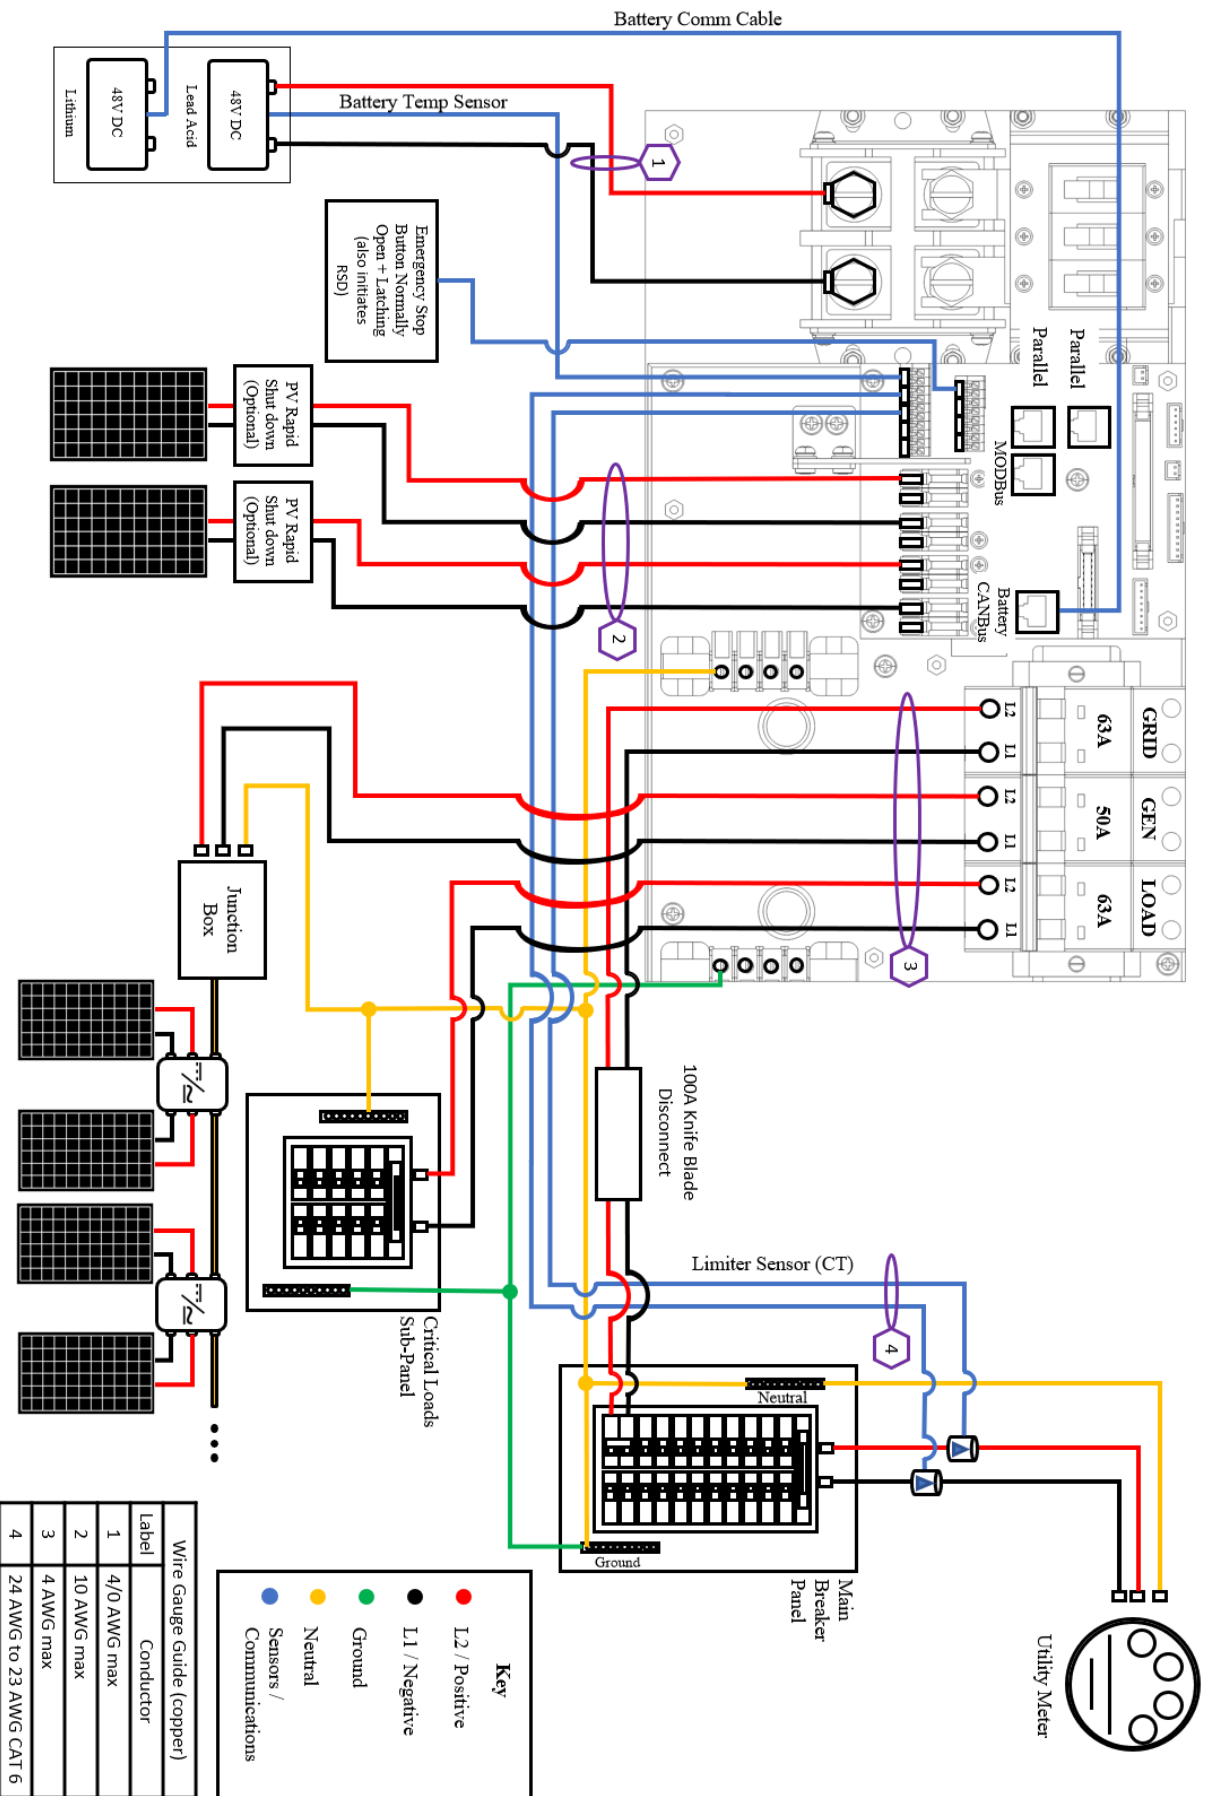 Battery Comm Cable
48V DC
Lithium
48V DC
Lead Acid
Battery Temp Sensor
1
Emergency Stop
Button Normally
Open + Latching
(also initiates
RSD)
Parallel
Parallel
MODBus
Battery
CANBus
PV Rapid
Shut down
(Optional)
PV Rapid
Shut down
(Optional)
2
GRID
63A
L2
L1
GEN
50A
L2
L1
LOAD
63A
L2
L1
3
Junction
Box
100A Knife Blade
Disconnect
Critical Loads
Sub-Panel
Limiter Sensor (CT)
4
Neutral
Ground
Main
Breaker
Panel
Utility Meter
Key
L2 / Positive
L1 / Negative
Ground
Neutral
Sensors /
Communications
Wire Gauge Guide (copper)
Label Conductor
1 4/0 AWG max
2 10 AWG max
3 4 AWG max
4 24 AWG to 23 AWG CAT 6